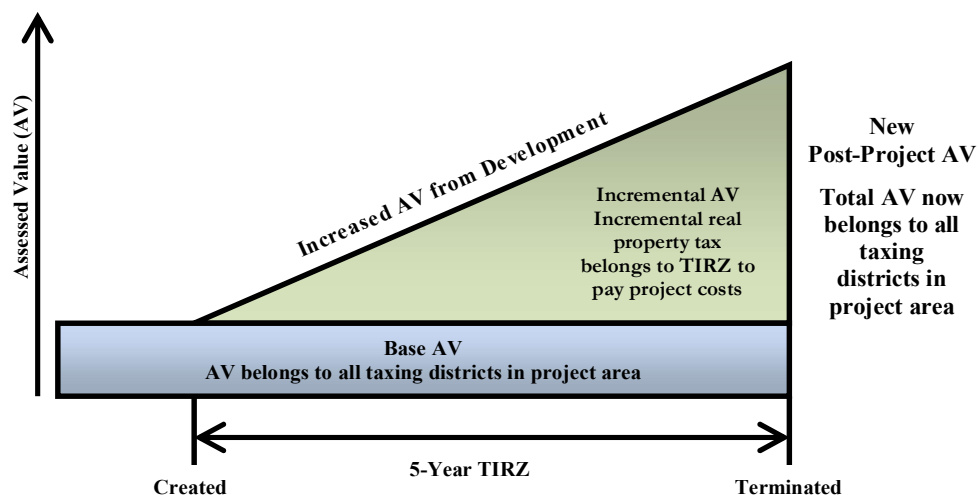 Assessed Value (AV)
Increased AV from Development
Incremental AV
Incremental real
property tax
belongs to TIRZ to
pay project costs
New
Post-Project AV
Total AV now
belongs to all
taxing
districts in
project area
Base AV
AV belongs to all taxing districts in project area
5-Year TIRZ
Created
Terminated